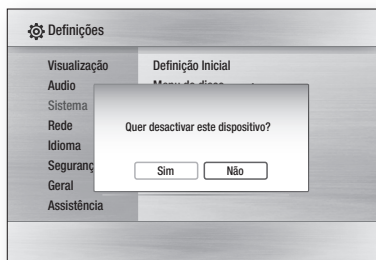 Definições
Visualização
Definição Inicial
Audio
Sistema
Rede
Idioma
Geral
Assistência
Quer desactivar este dispositivo?
Sim
Não